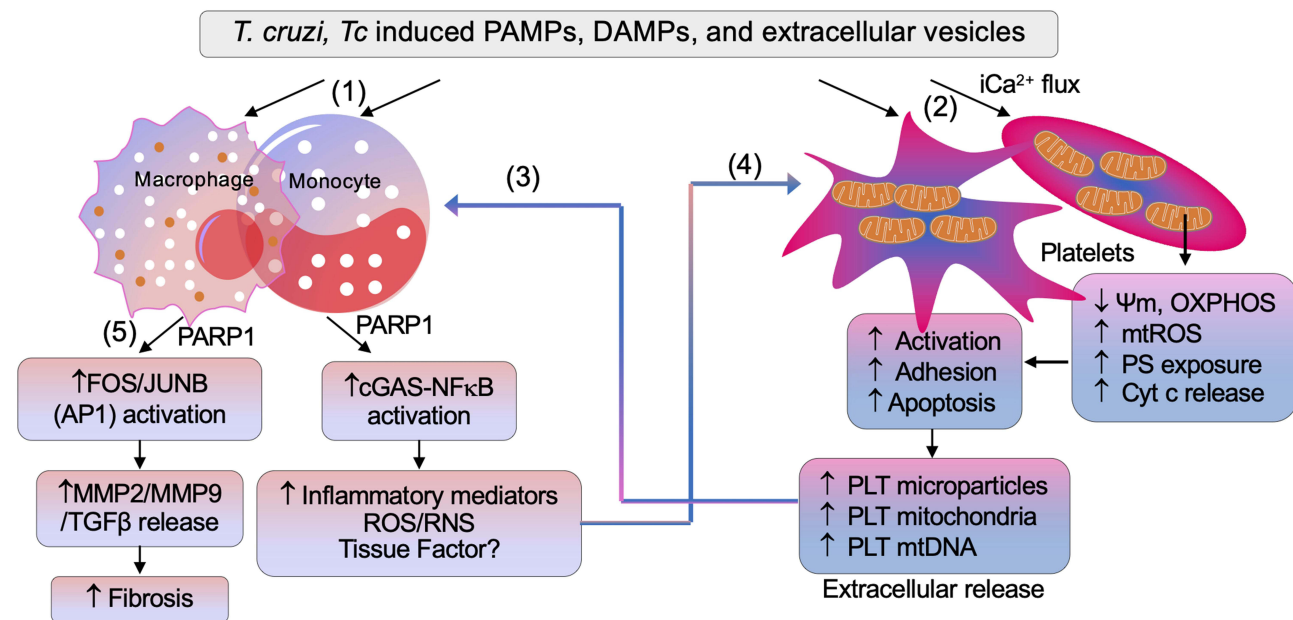 T. cruzi, Tc induced PAMPs, DAMPs, and extracellular vesicles
(1)
Macrophage
Monocyte
(3)
(4)
(2)
iCa²⁺ flux
Platelets
(5)
PARP1
PARP1
↑FOS/JUNB
(AP1) activation
↑MMP2/MMP9
/TGFβ release
↑ Fibrosis
↑cGAS-NFκB
activation
↑ Inflammatory mediators
ROS/RNS
Tissue Factor?
↓ Ψm, OXPHOS
↑ mtROS
↑ PS exposure
↑ Cyt c release
↑ Activation
↑ Adhesion
↑ Apoptosis
↑ PLT microparticles
↑ PLT mitochondria
↑ PLT mtDNA
Extracellular release